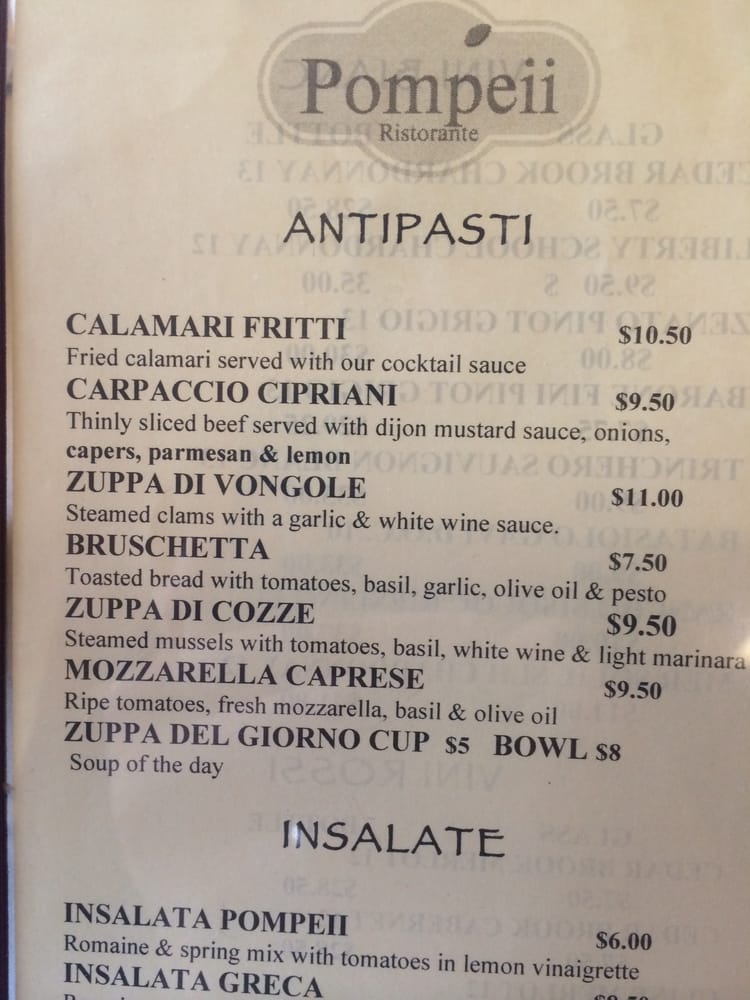 Pompeii
Ristorante
ANTIPASTI
CALAMARI FRITTI $10.50
Fried calamari served with our cocktail sauce
CARPACCIO CIPRIANI $9.50
Thinly sliced beef served with dijon mustard sauce, onions,
capers, parmesan & lemon
ZUPPA DI VONGOLE $11.00
Steamed clams with a garlic & white wine sauce.
BRUSCHETTA $7.50
Toasted bread with tomatoes, basil, garlic, olive oil & pesto
ZUPPA DI COZZE $9.50
Steamed mussels with tomatoes, basil, white wine & light marinara
MOZZARELLA CAPRESE $9.50
Ripe tomatoes, fresh mozzarella, basil & olive oil
ZUPPA DEL GIORNO CUP $5 BOWL $8
Soup of the day
INSALATE
INSALATA POMPEII $6.00
Romaine & spring mix with tomatoes in lemon vinaigrette
INSALATA GRECA